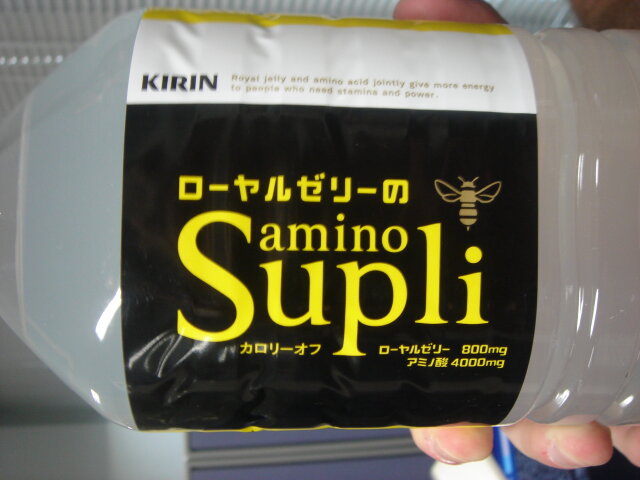 KIRIN
Royal jelly and amino acid jointly give more energy
to people who need stamina and power.
ローヤルゼリーの
amino
Supli
カロリーオフ
ローヤルゼリー 800mg
アミノ酸 4000mg